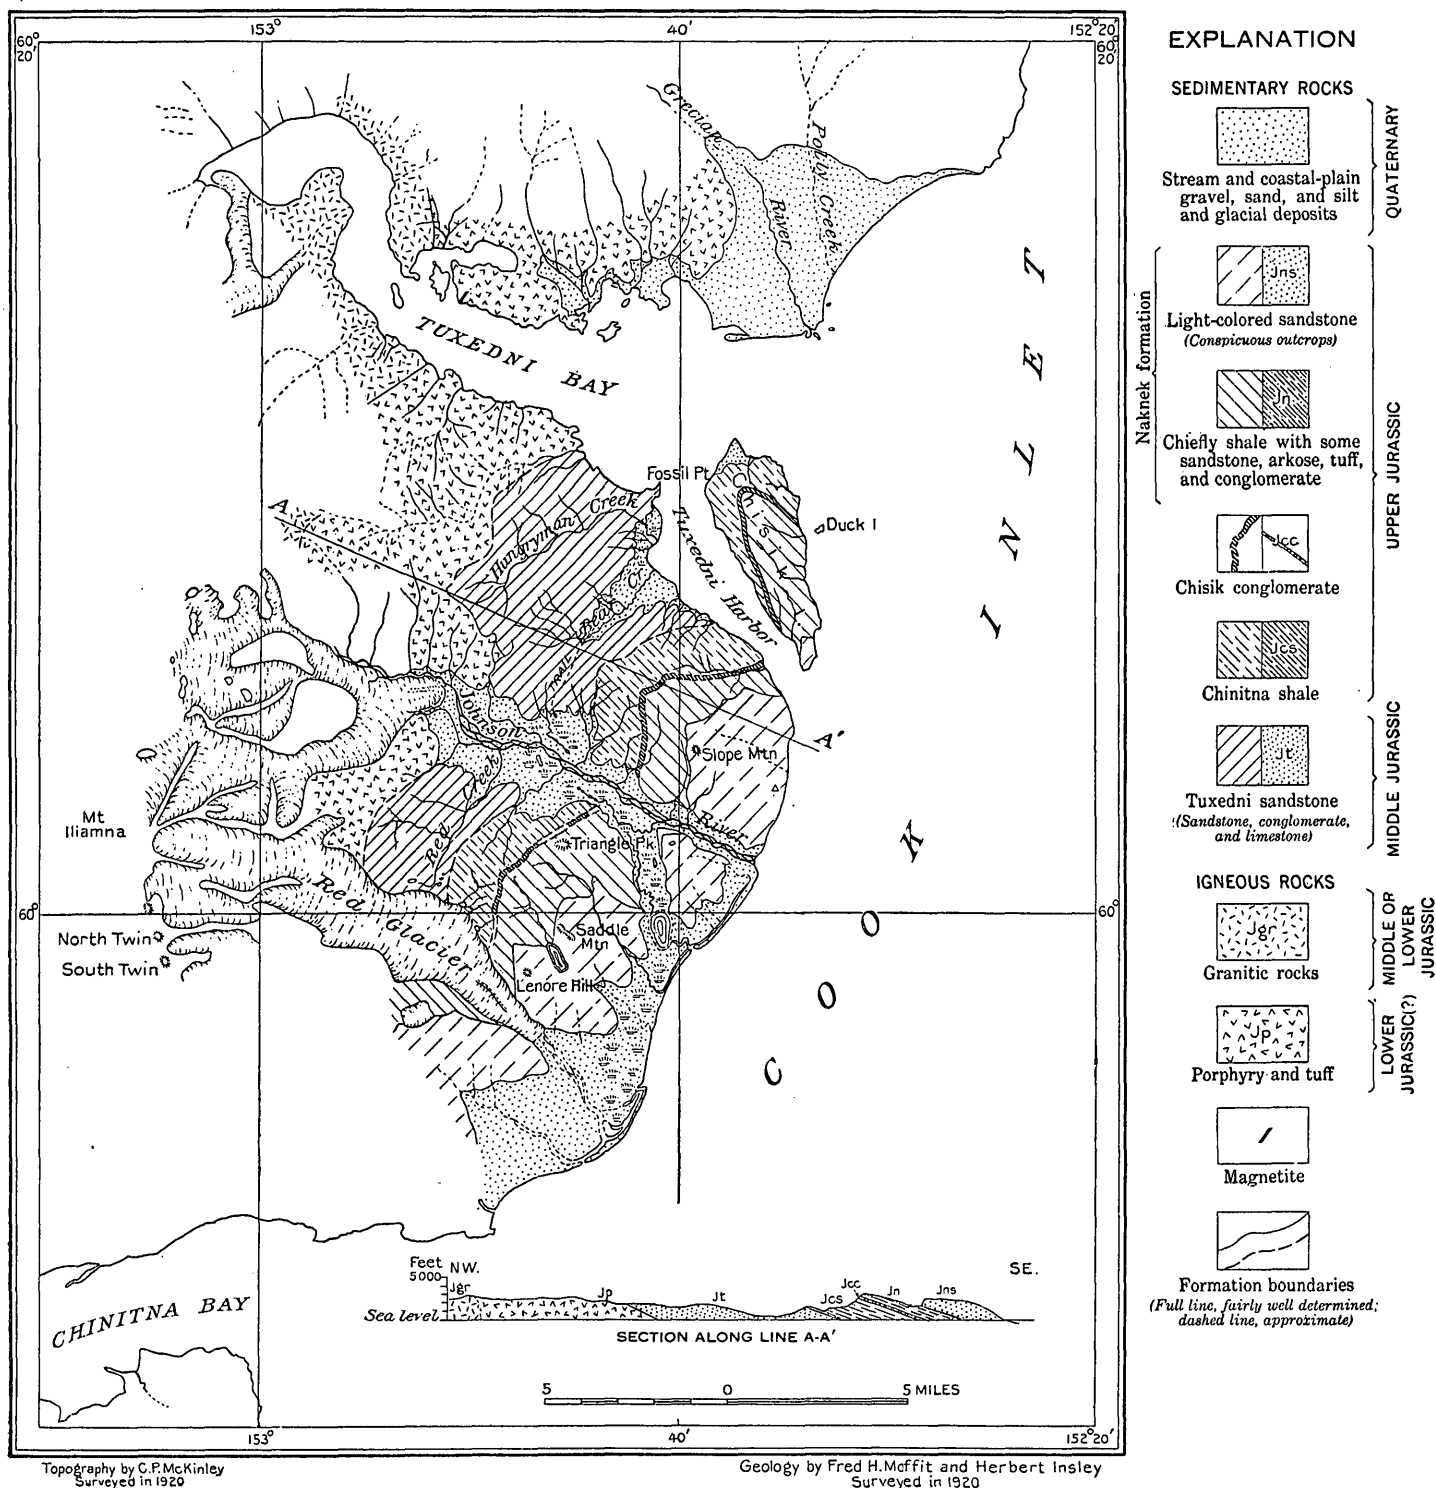 153°
40'
152°20'
60°
20'
60°
20'
Grecian
River
Polly Creek
TUXEDNI BAY
Fossil Pt
Chisik I
Duck I
Hungryman Creek
Tuxedni Harbor
Bear Cr.
TRAIL
A
A'
COOK INLET
Johnson
River
Slope Mtn
Red Creek
Triangle Pk
Mt
Iliamna
Red Glacier
60°
60°
North Twin
South Twin
Saddle
Mtn
Lenore Hill
CHINITNA BAY
Feet
5000
NW.
SE.
Sea level
Jgr
Jp
Jt
Jcs
Jcc
Jn
Jns
SECTION ALONG LINE A-A'
5 0 5 MILES
153°
40'
152°20'
Topography by C.P. McKinley
Surveyed in 1920
Geology by Fred H. Moffit and Herbert Insley
Surveyed in 1920
EXPLANATION
SEDIMENTARY ROCKS
Stream and coastal-plain
gravel, sand, and silt
and glacial deposits
QUATERNARY
Jns
Light-colored sandstone
(Conspicuous outcrops)
Jn
Chiefly shale with some
sandstone, arkose, tuff,
and conglomerate
Naknek formation
Jcc
Chisik conglomerate
Jcs
Chinitna shale
UPPER JURASSIC
Jt
Tuxedni sandstone
(Sandstone, conglomerate,
and limestone)
MIDDLE JURASSIC
IGNEOUS ROCKS
Jgr
Granitic rocks
MIDDLE OR
LOWER
JURASSIC
Jp
Porphyry and tuff
LOWER
JURASSIC(?)
Magnetite
Formation boundaries
(Full line, fairly well determined;
dashed line, approximate)